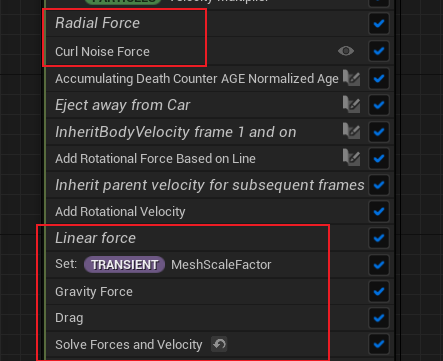 PARTICLES Velocity Multiplier
Radial Force
Curl Noise Force
Accumulating Death Counter AGE Normalized Age
Eject away from Car
InheritBodyVelocity frame 1 and on
Add Rotational Force Based on Line
Inherit parent velocity for subsequent frames
Add Rotational Velocity
Linear force
Set: TRANSIENT MeshScaleFactor
Gravity Force
Drag
Solve Forces and Velocity